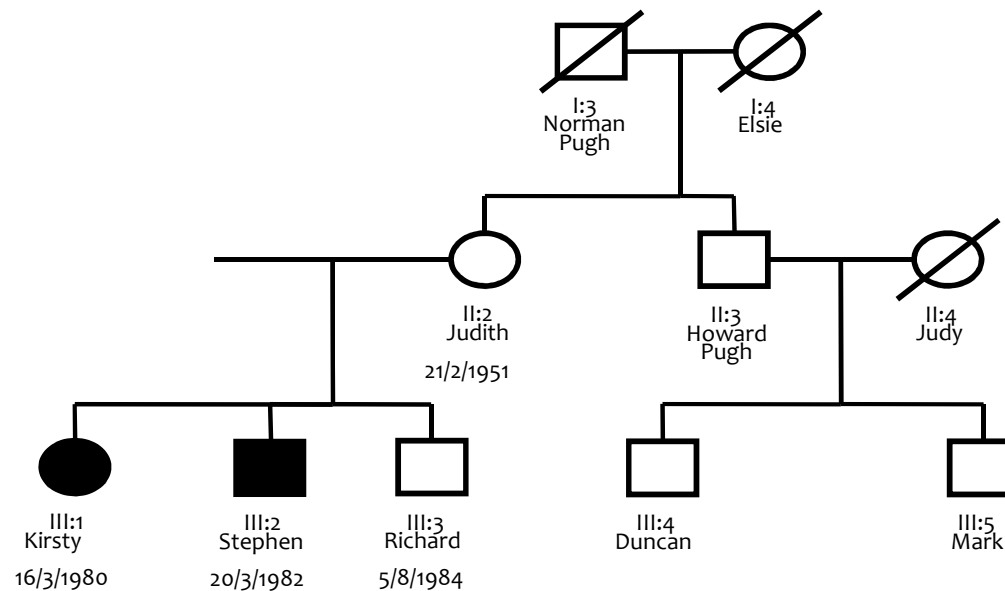 I:3
Norman
Pugh
I:4
Elsie
II:2
Judith
21/2/1951
II:3
Howard
Pugh
II:4
Judy
III:1
Kirsty
16/3/1980
III:2
Stephen
20/3/1982
III:3
Richard
5/8/1984
III:4
Duncan
III:5
Mark